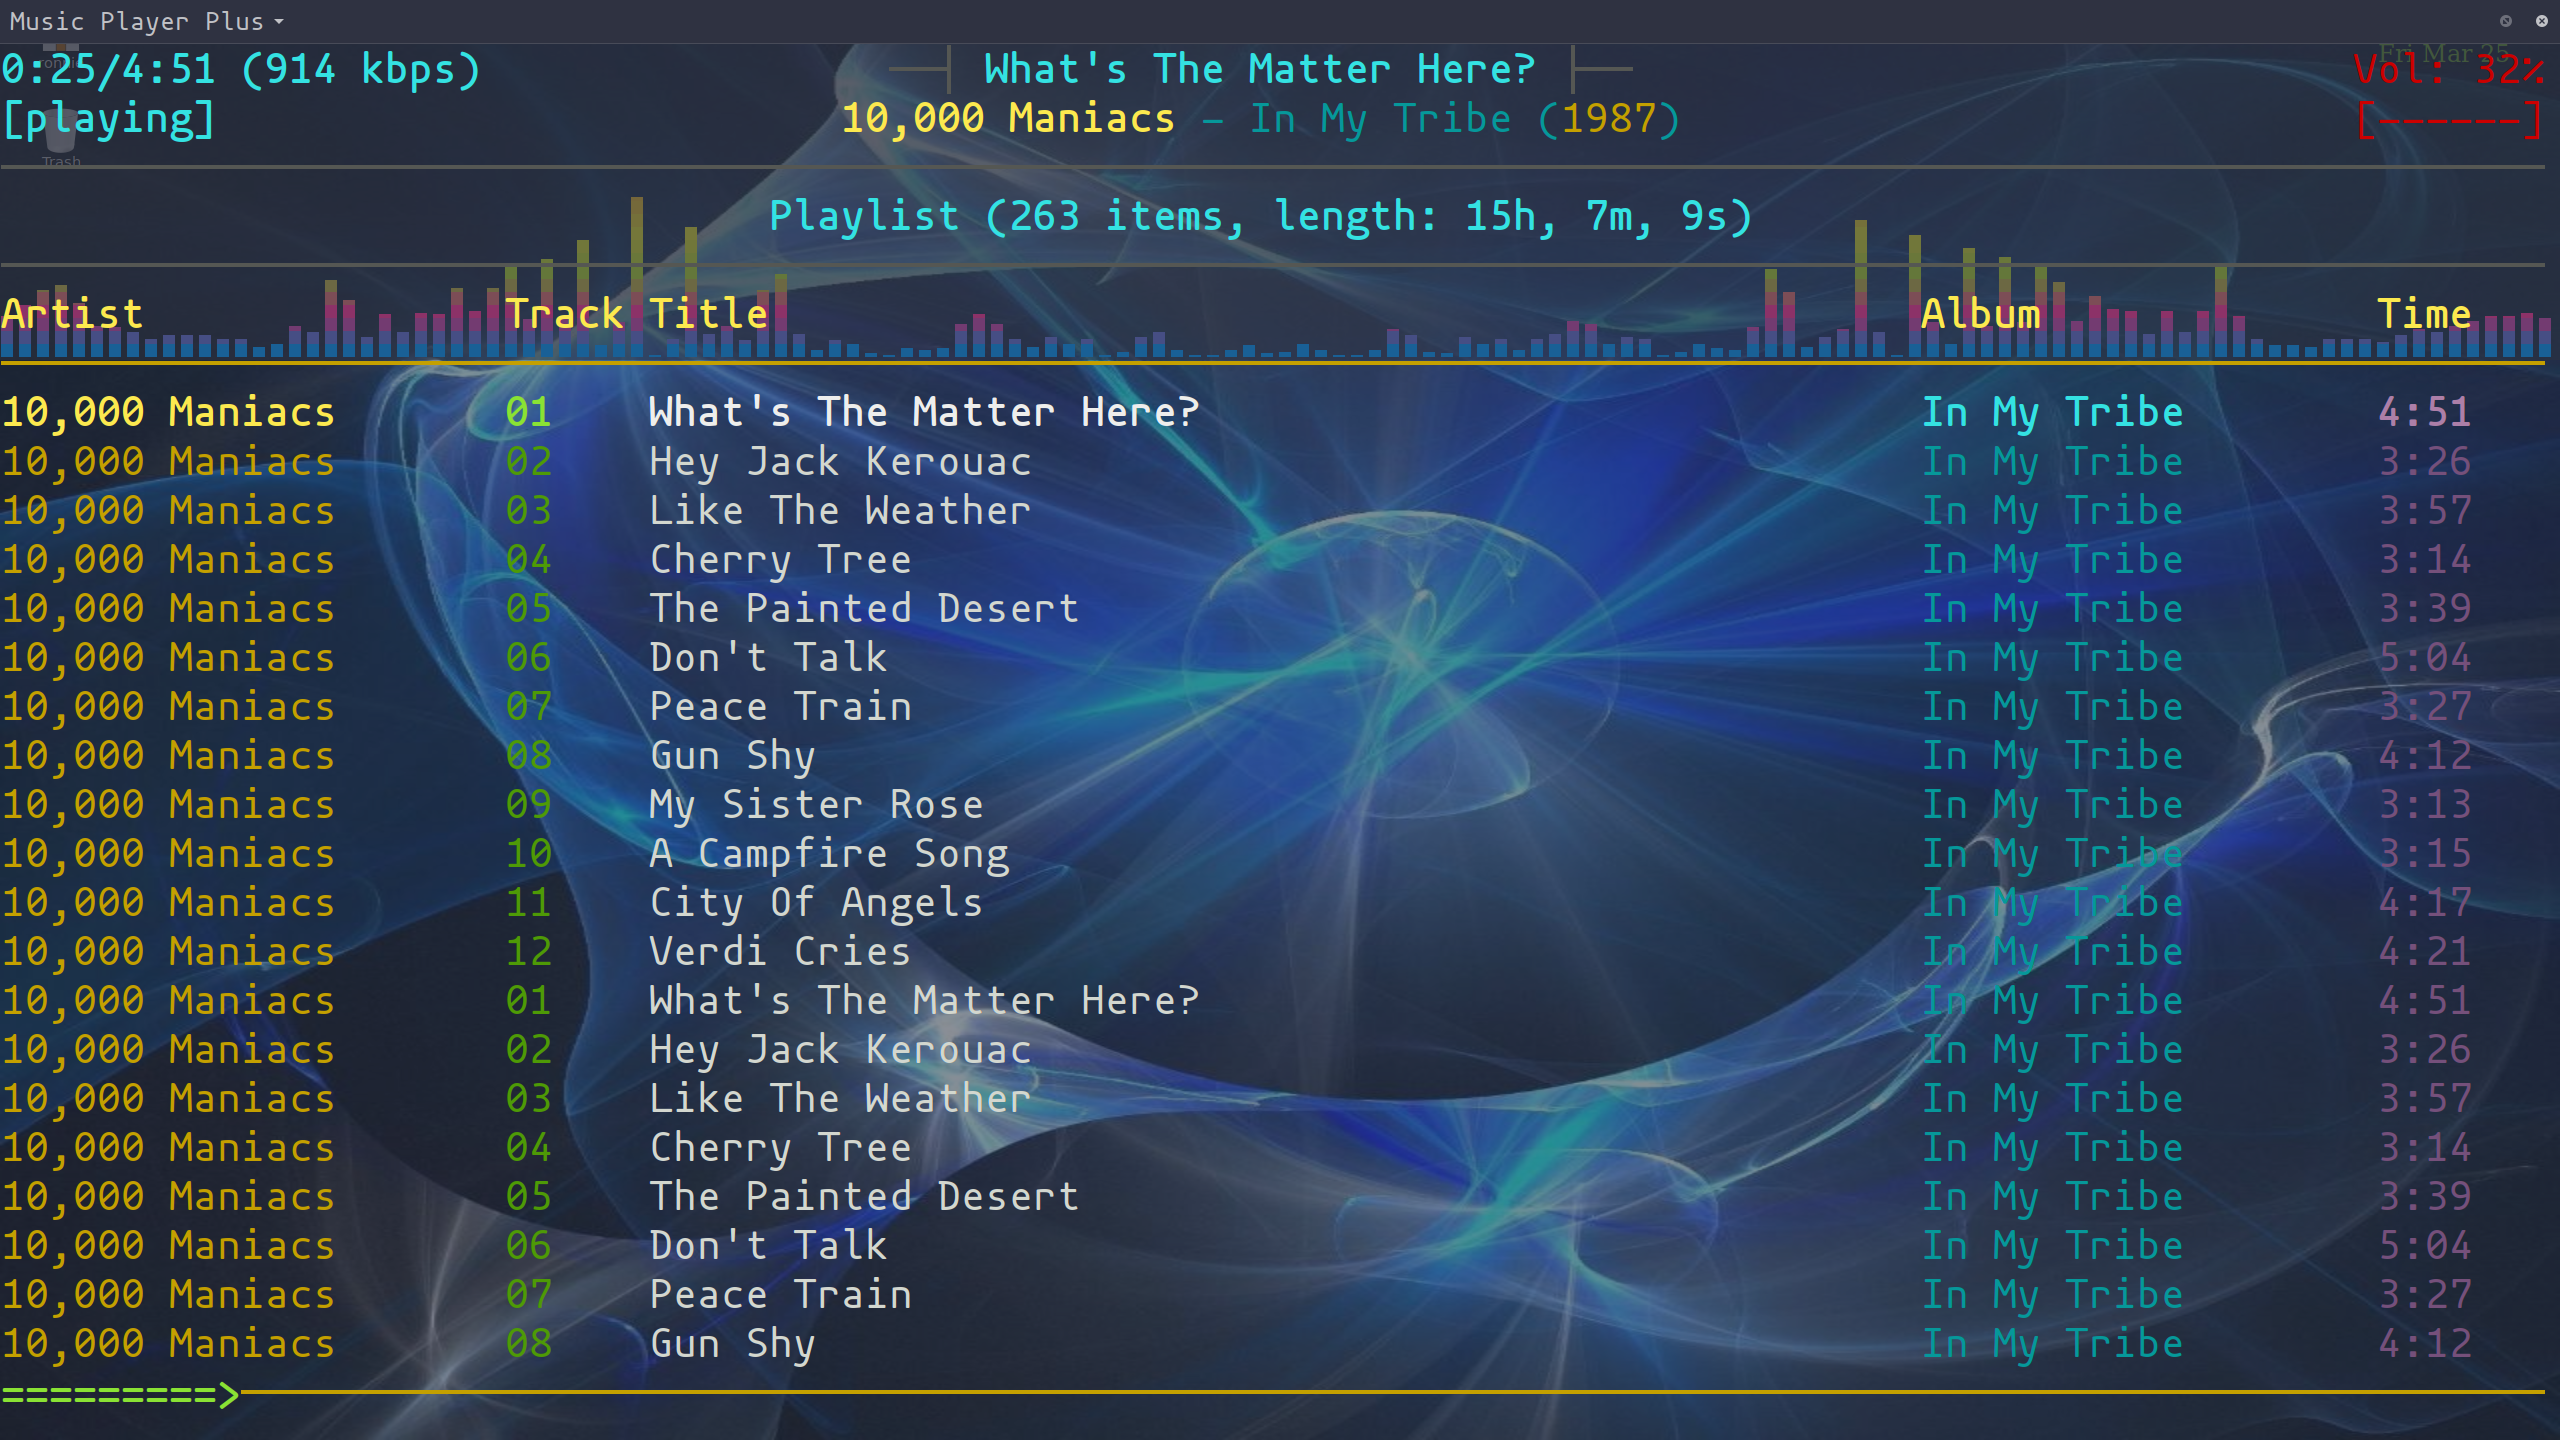 Music Player Plus
Fri Mar 25
0:25/4:51 (914 kbps) What's The Matter Here? Vol: 32%
[playing] 10,000 Maniacs – In My Tribe (1987) [------]
Trash
Playlist (263 items, length: 15h, 7m, 9s)
Artist Track Title Album Time
10,000 Maniacs 01 What's The Matter Here? In My Tribe 4:51
10,000 Maniacs 02 Hey Jack Kerouac In My Tribe 3:26
10,000 Maniacs 03 Like The Weather In My Tribe 3:57
10,000 Maniacs 04 Cherry Tree In My Tribe 3:14
10,000 Maniacs 05 The Painted Desert In My Tribe 3:39
10,000 Maniacs 06 Don't Talk In My Tribe 5:04
10,000 Maniacs 07 Peace Train In My Tribe 3:27
10,000 Maniacs 08 Gun Shy In My Tribe 4:12
10,000 Maniacs 09 My Sister Rose In My Tribe 3:13
10,000 Maniacs 10 A Campfire Song In My Tribe 3:15
10,000 Maniacs 11 City Of Angels In My Tribe 4:17
10,000 Maniacs 12 Verdi Cries In My Tribe 4:21
10,000 Maniacs 01 What's The Matter Here? In My Tribe 4:51
10,000 Maniacs 02 Hey Jack Kerouac In My Tribe 3:26
10,000 Maniacs 03 Like The Weather In My Tribe 3:57
10,000 Maniacs 04 Cherry Tree In My Tribe 3:14
10,000 Maniacs 05 The Painted Desert In My Tribe 3:39
10,000 Maniacs 06 Don't Talk In My Tribe 5:04
10,000 Maniacs 07 Peace Train In My Tribe 3:27
10,000 Maniacs 08 Gun Shy In My Tribe 4:12
=========>